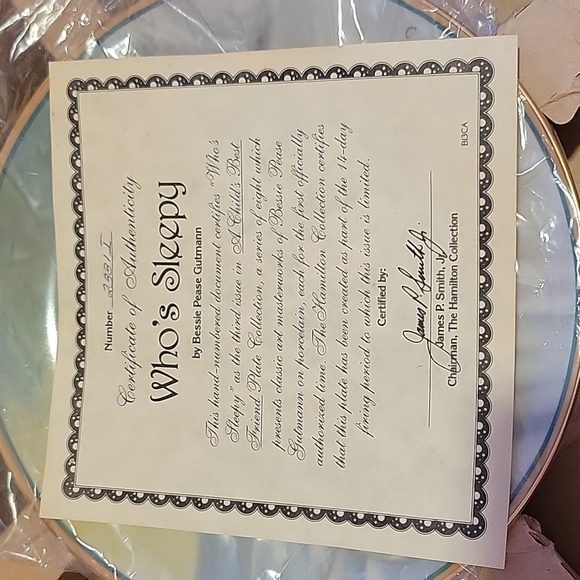 Number
Certificate of Authenticity
Who's Sleepy
by Bessie Pease Gutmann
This hand-numbered document certifies "Who's
Sleepy" as the third issue in A Child's Best
Friend Plate Collection, a series of eight which
presents classic art masterworks of Bessie Pease
Gutmann on porcelain, each for the first officially
authorized time. The Hamilton Collection certifies
that this plate has been created as part of the 14-day
firing period to which this issue is limited.
Certified by:
James P. Smith, Jr.
James P. Smith, Jr.
Chairman, The Hamilton Collection
BI3CA